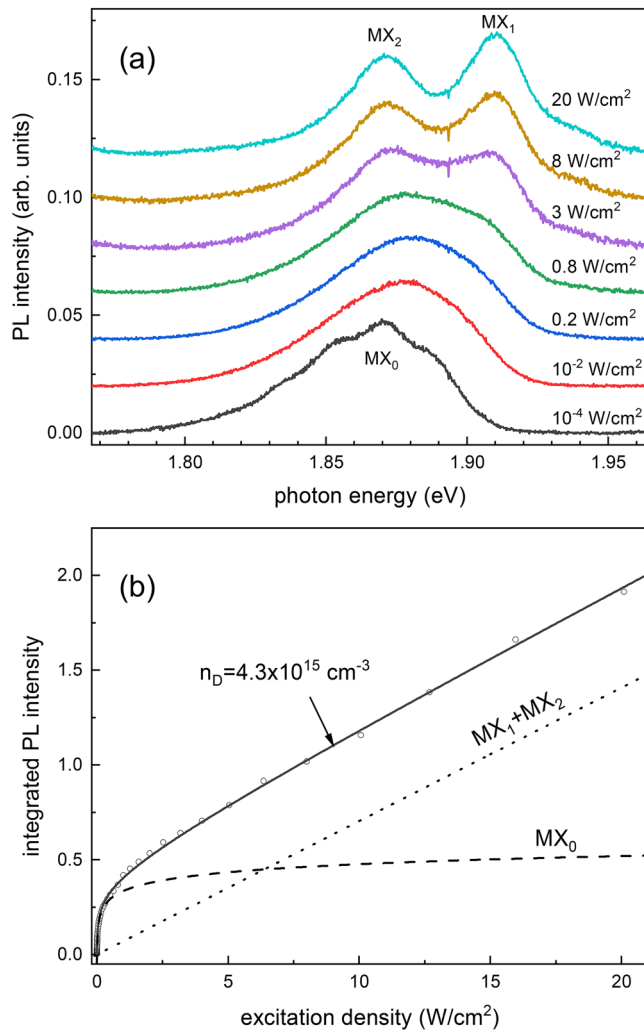 (a)
MX₂
MX₁
20 W/cm²
8 W/cm²
3 W/cm²
0.8 W/cm²
0.2 W/cm²
10⁻² W/cm²
10⁻⁴ W/cm²
MX₀
PL intensity (arb. units)
0.15
0.10
0.05
0.00
1.80
1.85
1.90
1.95
photon energy (eV)
(b)
n_D=4.3x10¹⁵ cm⁻³
MX₁+MX₂
MX₀
integrated PL intensity
2.0
1.5
1.0
0.5
0.0
0
5
10
15
20
excitation density (W/cm²)